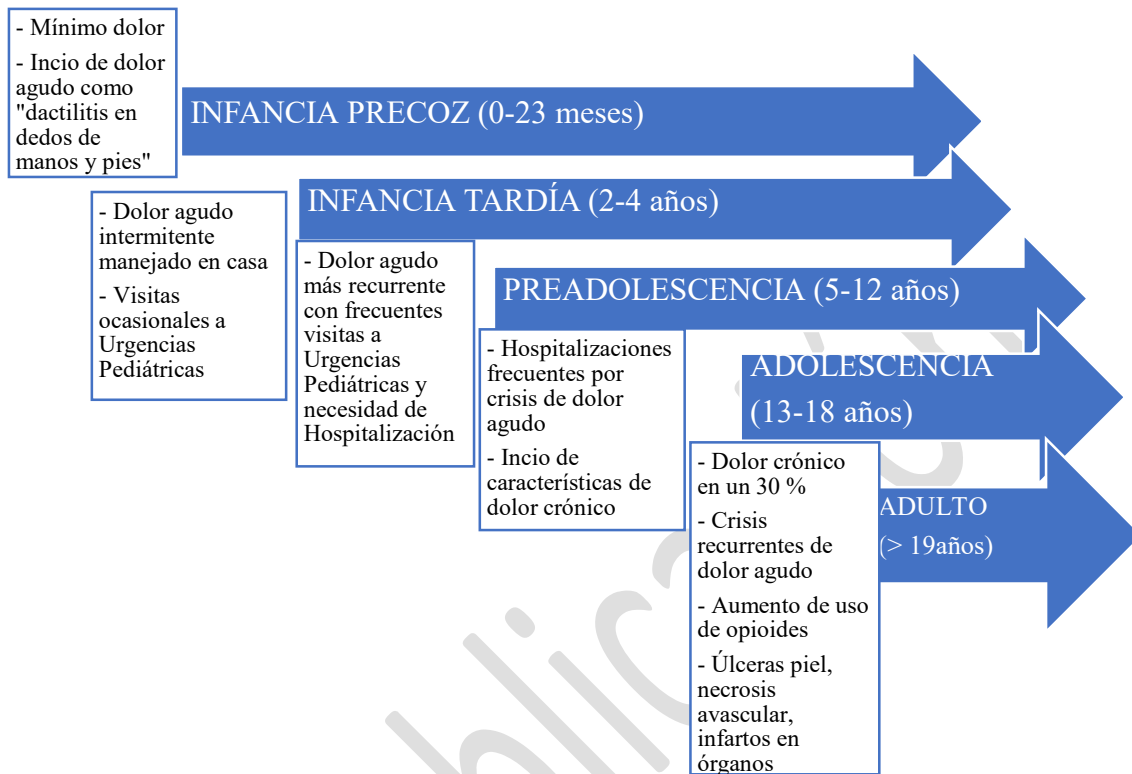 - Mínimo dolor
- Incio de dolor
agudo como
"dactilitis en
dedos de
manos y pies"
INFANCIA PRECOZ (0-23 meses)
- Dolor agudo
intermitente
manejado en casa
- Visitas
ocasionales a
Urgencias
Pediátricas
INFANCIA TARDÍA (2-4 años)
- Dolor agudo
más recurrente
con frecuentes
visitas a
Urgencias
Pediátricas y
necesidad de
Hospitalización
PREADOLESCENCIA (5-12 años)
- Hospitalizaciones
frecuentes por
crisis de dolor
agudo
- Incio de
características de
dolor crónico
ADOLESCENCIA
(13-18 años)
- Dolor crónico
en un 30 %
- Crisis
recurrentes de
dolor agudo
- Aumento de uso
de opioides
- Úlceras piel,
necrosis
avascular,
infartos en
órganos
ADULTO
(> 19años)